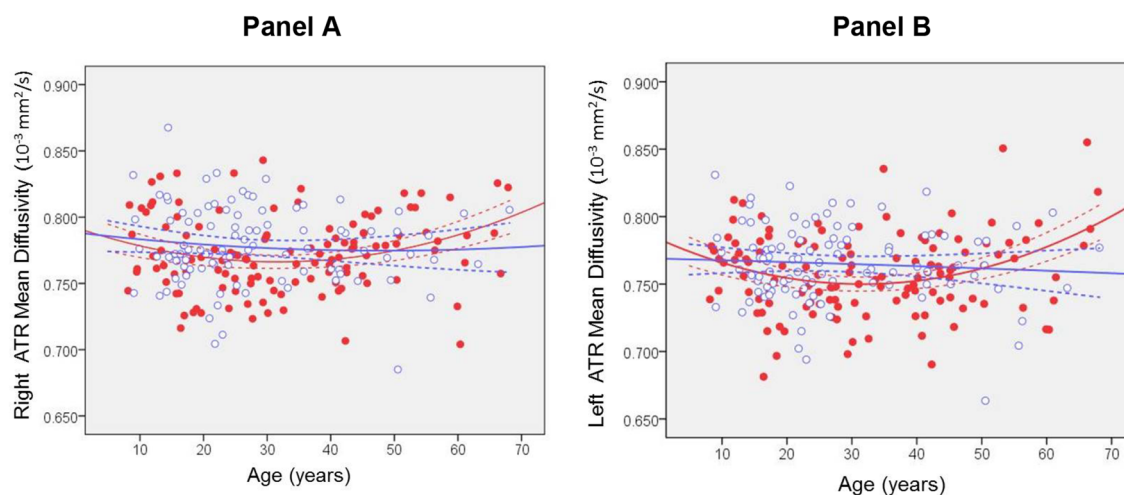 Panel A
Panel B
Right ATR Mean Diffusivity (10⁻³ mm²/s)
0.900
0.850
0.800
0.750
0.700
0.650
10 20 30 40 50 60 70
Age (years)
Left ATR Mean Diffusivity (10⁻³ mm²/s)
0.900
0.850
0.800
0.750
0.700
0.650
10 20 30 40 50 60 70
Age (years)